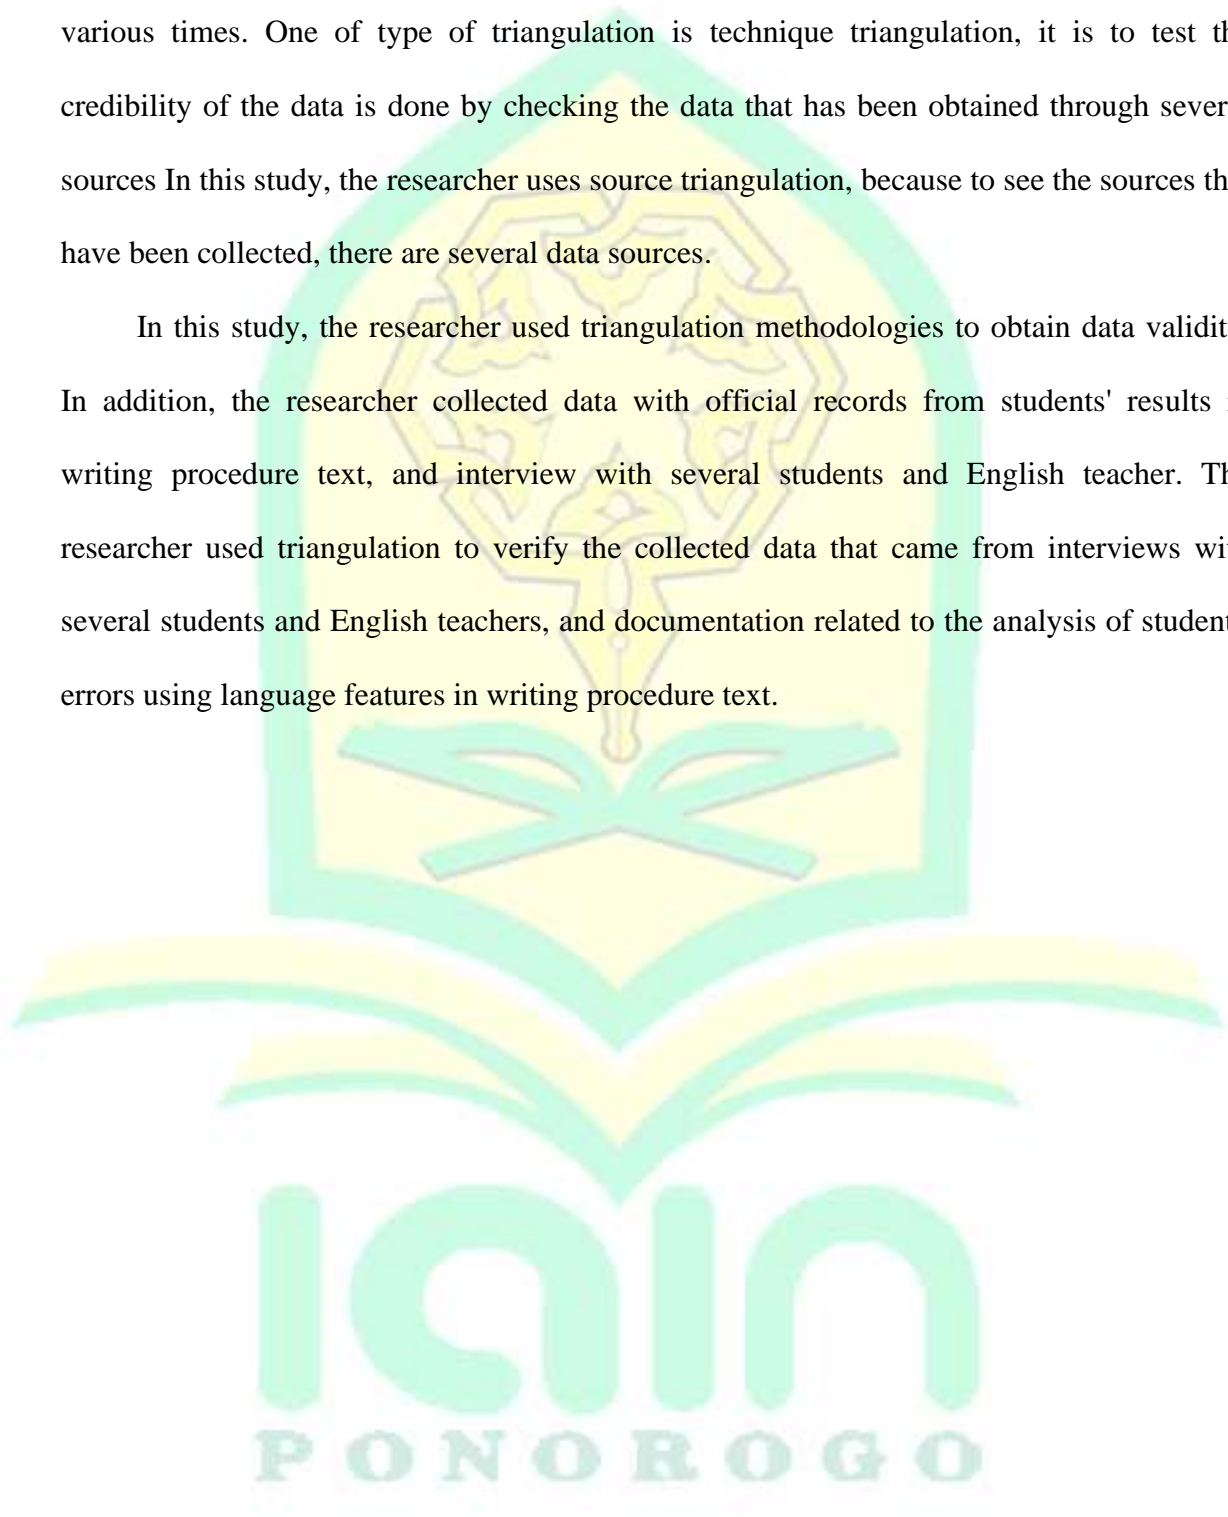 various times. One of type of triangulation is technique triangulation, it is to test th
credibility of the data is done by checking the data that has been obtained through sever
sources In this study, the researcher uses source triangulation, because to see the sources th
have been collected, there are several data sources.
In this study, the researcher used triangulation methodologies to obtain data validit
In addition, the researcher collected data with official records from students' results
writing procedure text, and interview with several students and English teacher. Th
researcher used triangulation to verify the collected data that came from interviews wi
several students and English teachers, and documentation related to the analysis of student
errors using language features in writing procedure text.
iain
PONOROGO